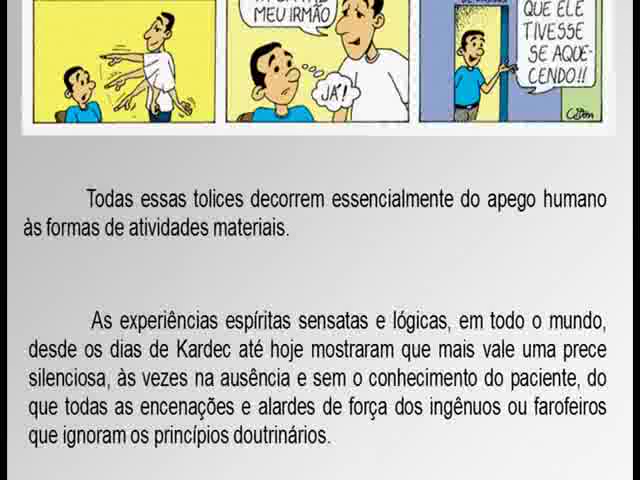 MEU IRMÃO
JÁ!
QUE ELE
TIVESSE
SE AQUE-
CENDO!!
Todas essas tolices decorrem essencialmente do apego humano
às formas de atividades materiais.
As experiências espíritas sensatas e lógicas, em todo o mundo,
desde os dias de Kardec até hoje mostraram que mais vale uma prece
silenciosa, às vezes na ausência e sem o conhecimento do paciente, do
que todas as encenações e alardes de força dos ingênuos ou farofeiros
que ignoram os princípios doutrinários.